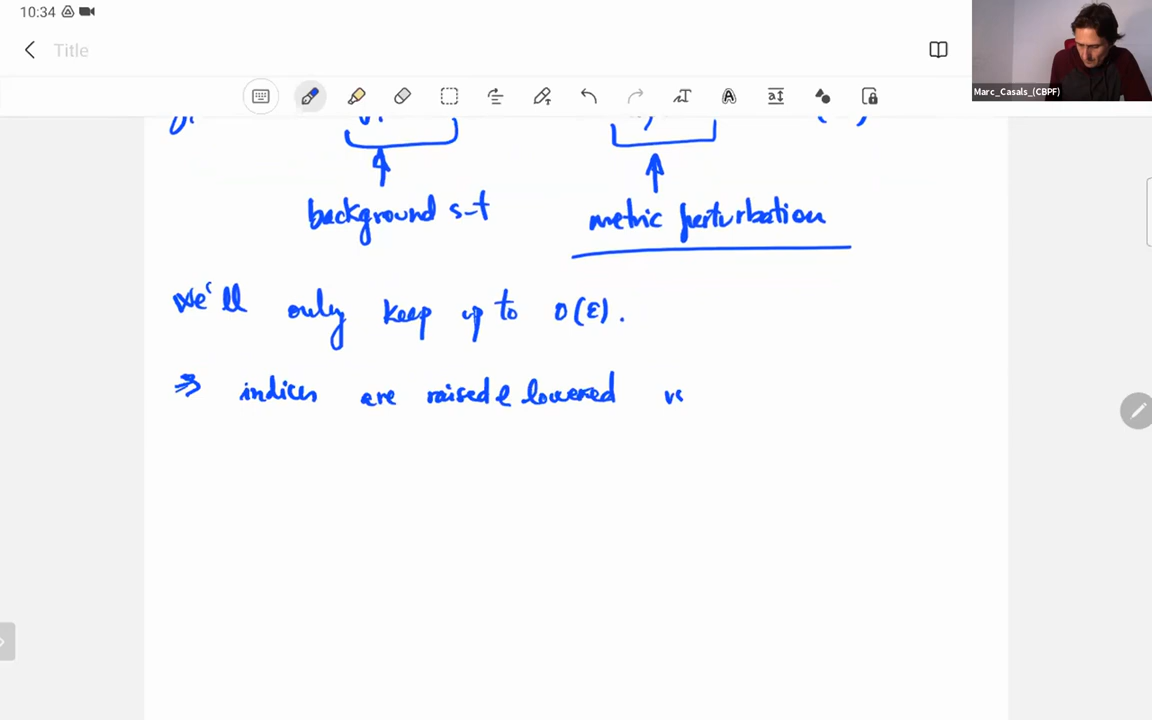 10:34
Title
Marc_Casals_(CBPF)
background s-t
metric perturbation
We'll only keep up to O(ε).
⇒ indices are raised & lowered